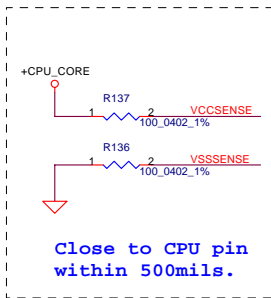 +CPU_CORE
R137
1 2 VCCSENSE
100_0402_1%
R136
1 2 VSSSENSE
100_0402_1%
Close to CPU pin
within 500mils.